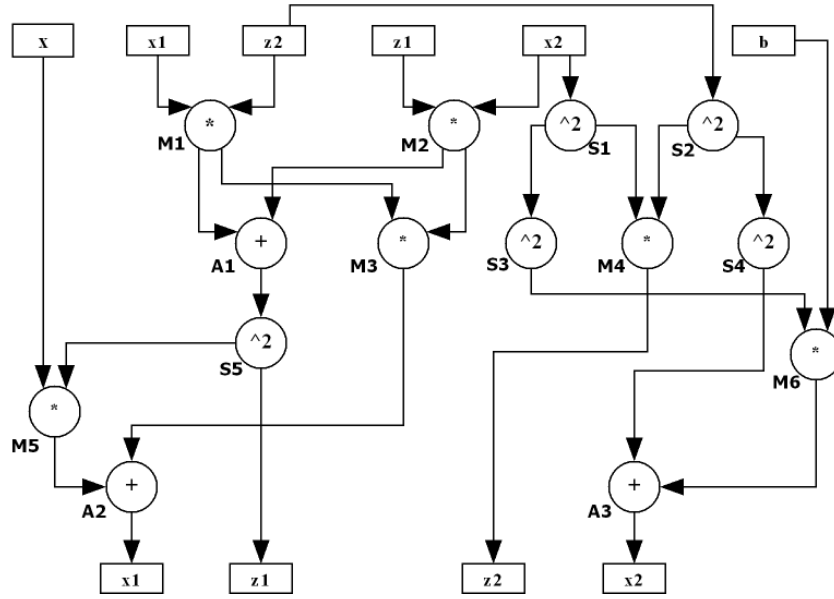 x x1 z2 z1 x2 b
* * ^2 ^2
M1 M2 S1 S2
+ * ^2 * ^2
A1 M3 S3 M4 S4
^2 *
S5 M6
*
M5
+ +
A2 A3
x1 z1 z2 x2